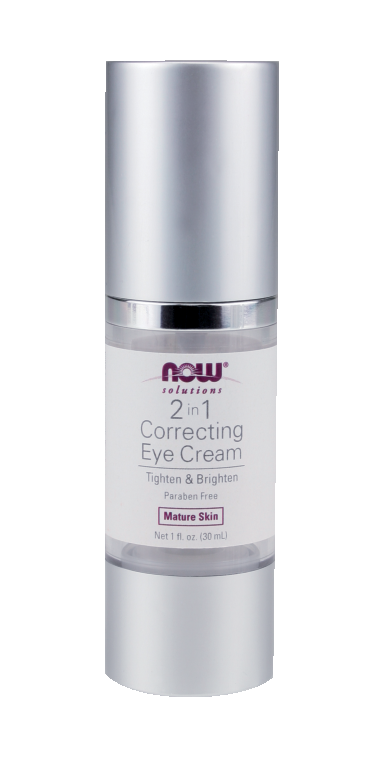 now®
solutions
2 in 1
Correcting
Eye Cream
Tighten & Brighten
Paraben Free
Mature Skin
Net 1 fl. oz. (30 mL)